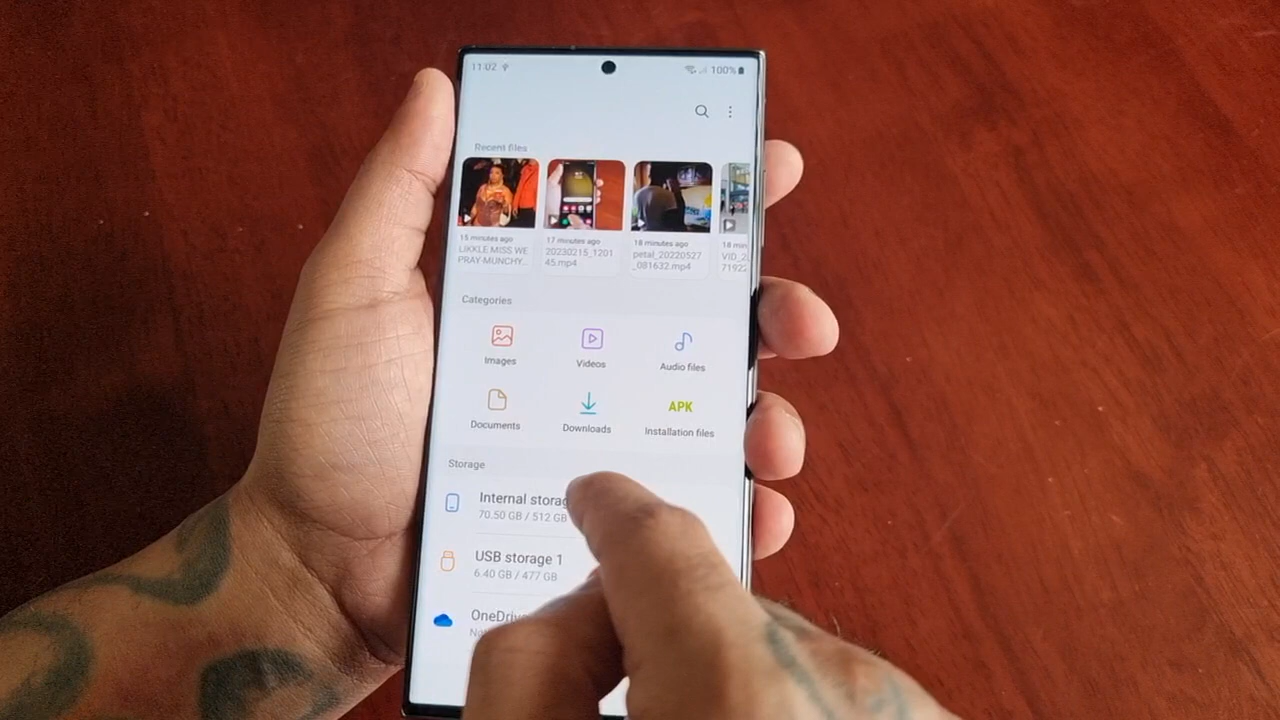 11:02
100%
Recent files
15 minutes ago
LIKKLE MISS WE
PRAY-MUNCHY...
17 minutes ago
20230215_1201
45.mp4
18 minutes ago
petal_20220527
_081632.mp4
18 min
VID_2
71922
Categories
Images
Videos
Audio files
Documents
Downloads
APK
Installation files
Storage
Internal storag
70.50 GB / 512 GB
USB storage 1
6.40 GB / 477 GB
OneDriv